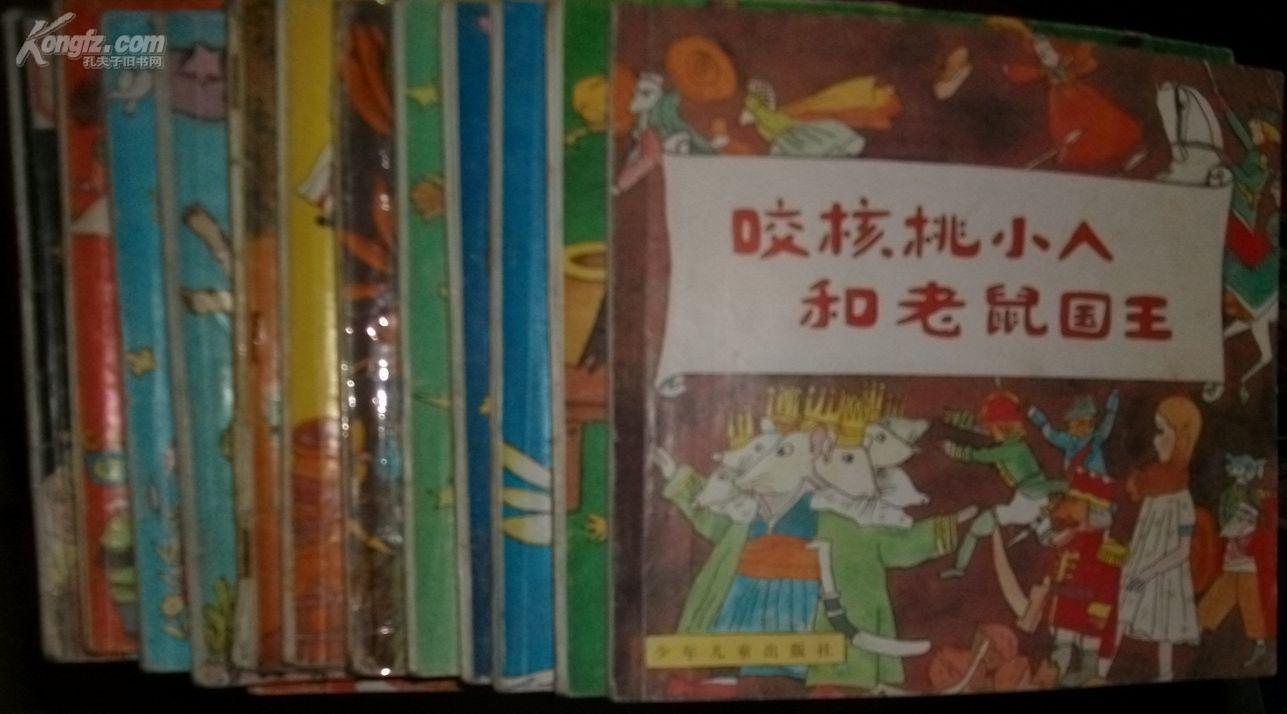 Kongfz.com
孔夫子旧书网
咬核桃小人
和老鼠国王
少年儿童出版社